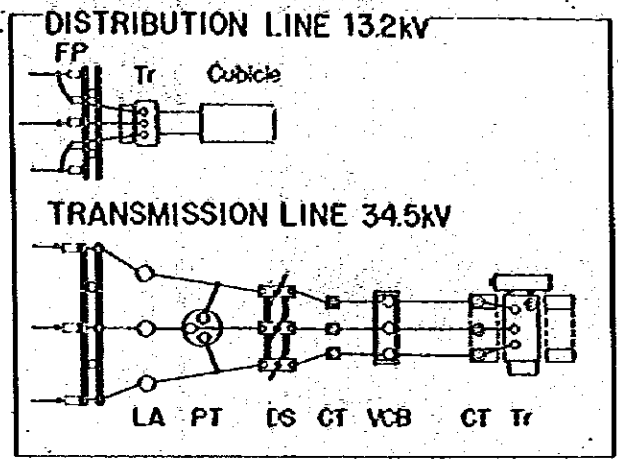 DISTRIBUTION LINE 13.2kV
FP
Tr Cubicle
TRANSMISSION LINE 34.5kV
LA PT DS CT VCB CT Tr